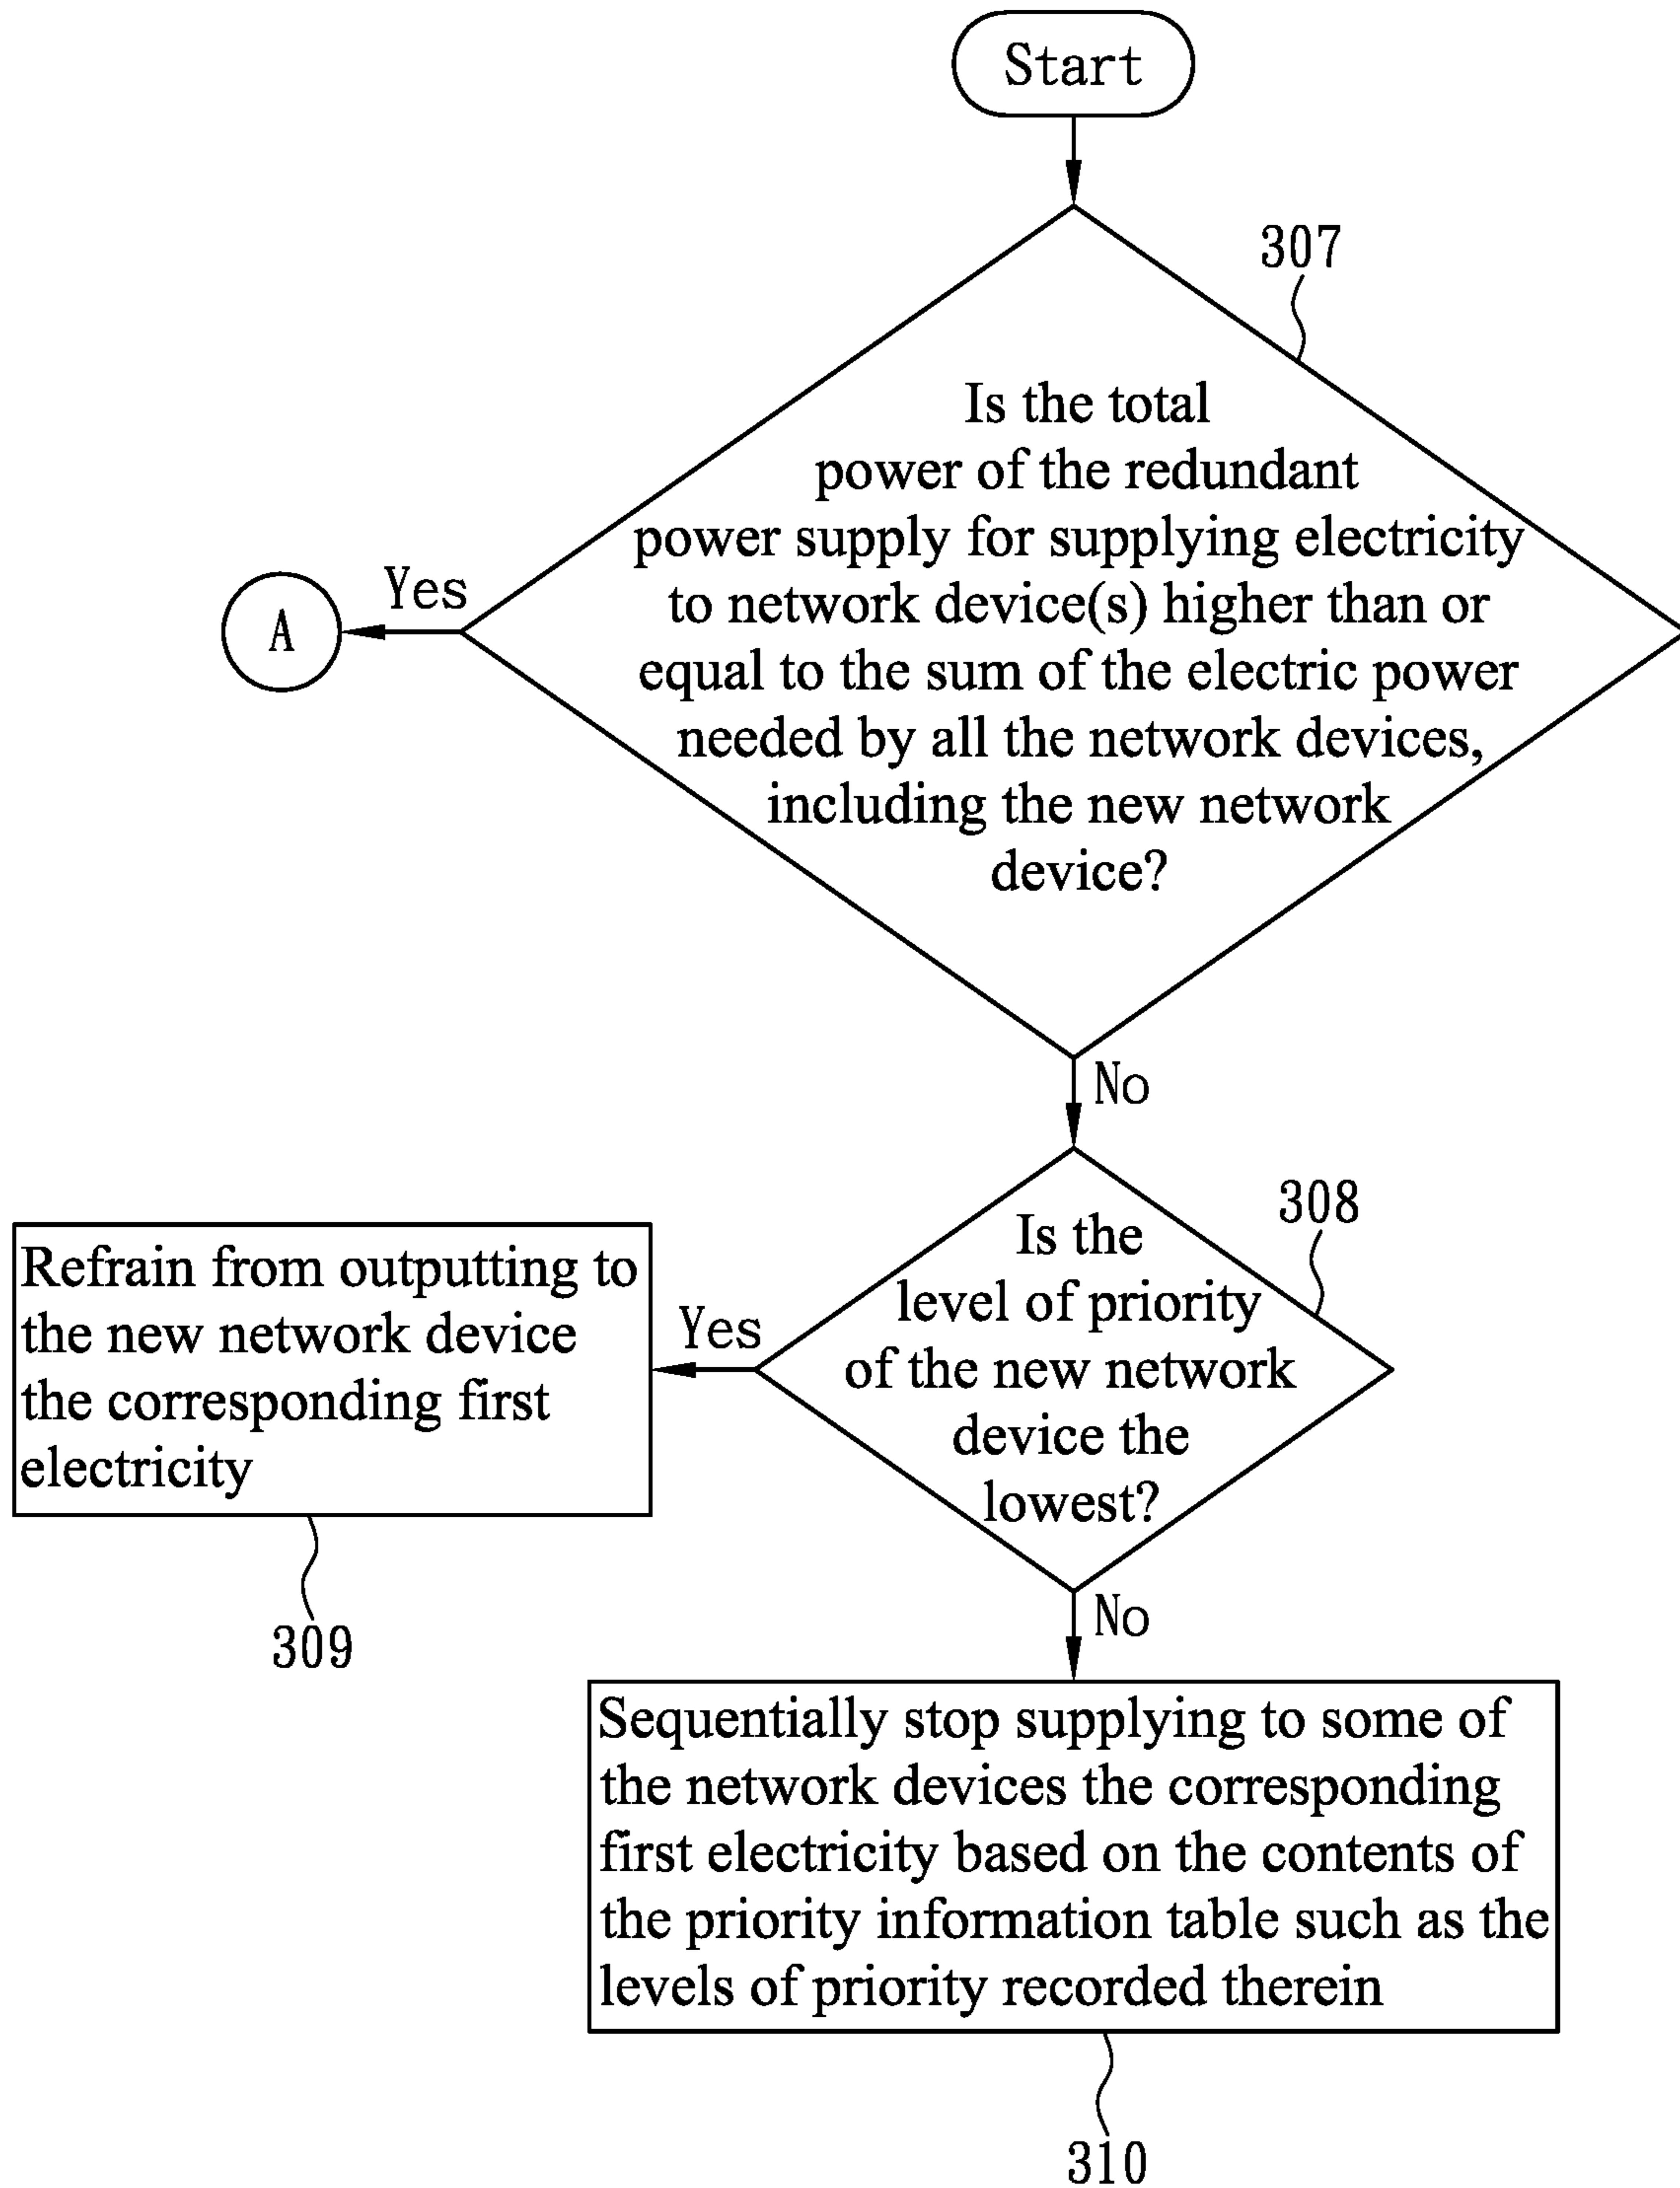 Start
307
Is the total
power of the redundant
power supply for supplying electricity
to network device(s) higher than or
equal to the sum of the electric power
needed by all the network devices,
including the new network
device?
Yes
A
No
308
Is the
level of priority
of the new network
device the
lowest?
Yes
Refrain from outputting to
the new network device
the corresponding first
electricity
309
No
Sequentially stop supplying to some of
the network devices the corresponding
first electricity based on the contents of
the priority information table such as the
levels of priority recorded therein
310